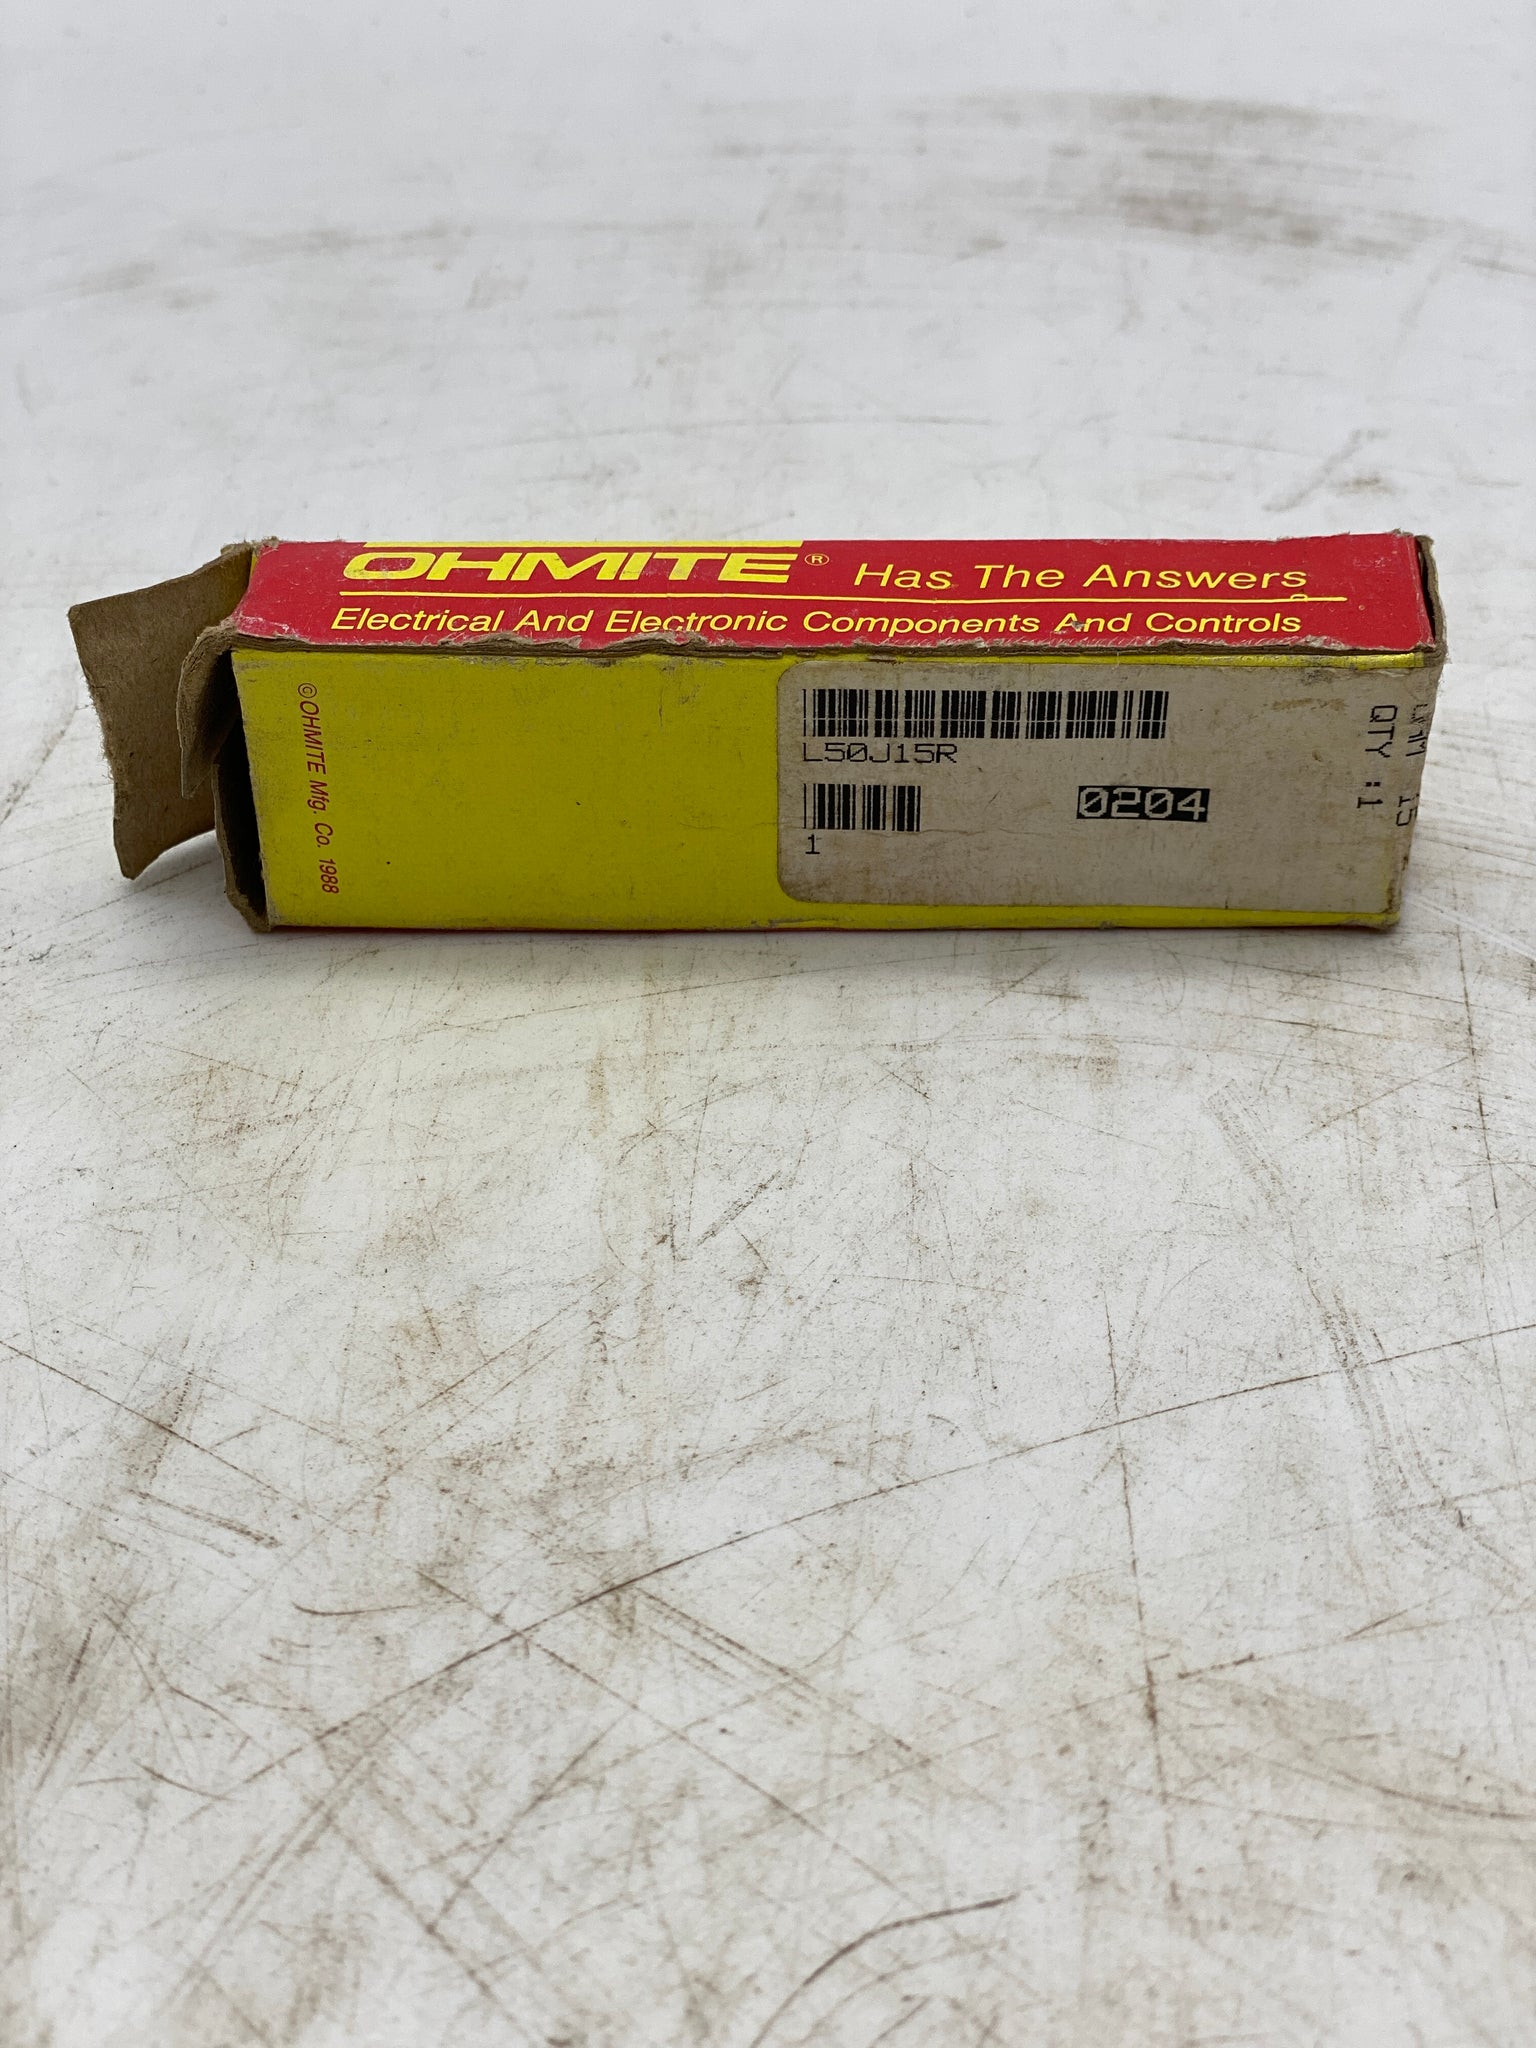 OHMITE® Has The Answers
Electrical And Electronic Components And Controls
©OHMITE Mfg. Co. 1988
L50J15R
0204
1
15
QTY :1